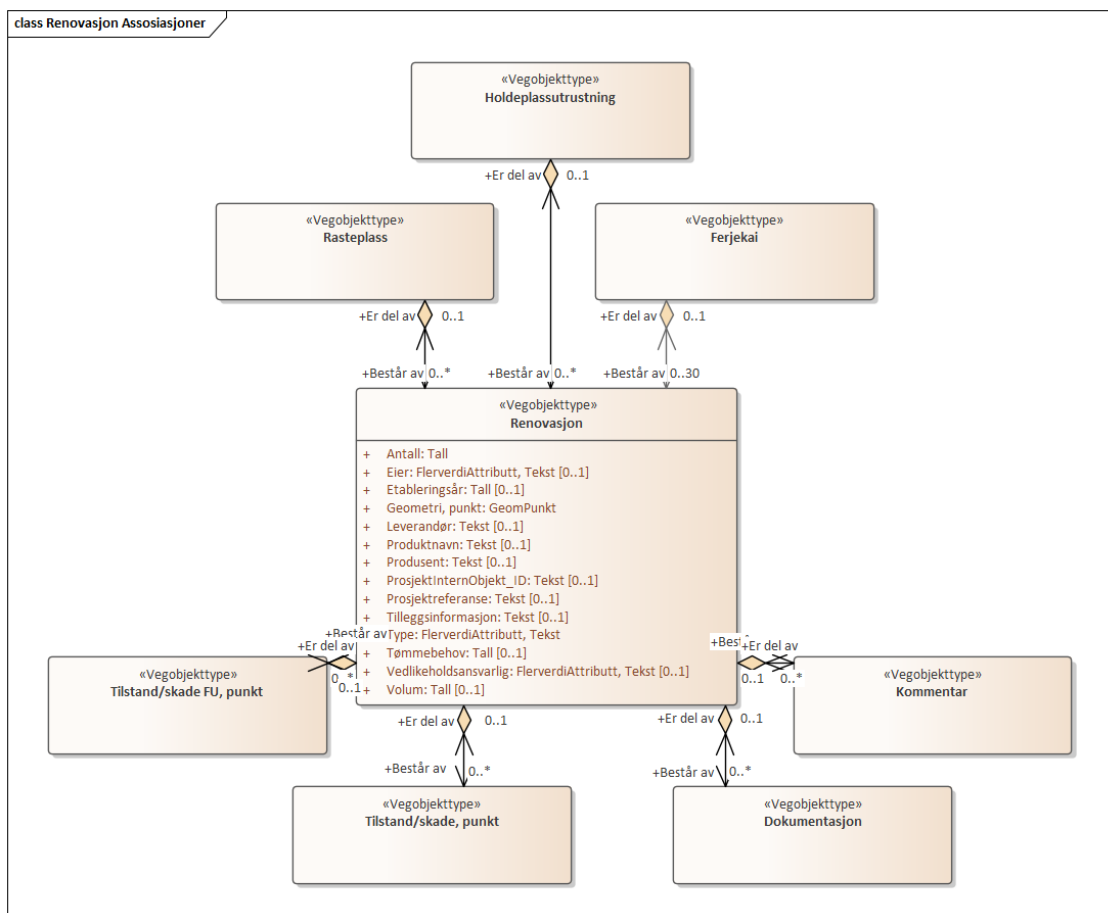 class Renovasjon Assosiasjoner
«Vegobjekttype»
Holdeplassutrustning
+Er del av 0..1
«Vegobjekttype»
Rasteplass
«Vegobjekttype»
Ferjekai
+Er del av 0..1
+Er del av 0..1
+Består av 0..*
+Består av 0..*
+Består av 0..30
«Vegobjekttype»
Renovasjon
+ Antall: Tall
+ Eier: FlerverdiAttributt, Tekst [0..1]
+ Etableringsår: Tall [0..1]
+ Geometri, punkt: GeomPunkt
+ Leverandør: Tekst [0..1]
+ Produktnavn: Tekst [0..1]
+ Produsent: Tekst [0..1]
+ ProsjektInternObjekt_ID: Tekst [0..1]
+ Prosjektreferanse: Tekst [0..1]
+ Tilleggsinformasjon: Tekst [0..1]
+ Type: FlerverdiAttributt, Tekst
+ Tømmebehov: Tall [0..1]
+ Vedlikeholdsansvarlig: FlerverdiAttributt, Tekst [0..1]
+ Volum: Tall [0..1]
+Består av
+Er del av
0..*
0..1
«Vegobjekttype»
Tilstand/skade FU, punkt
+Er del av
0..1
0..*
«Vegobjekttype»
Kommentar
+Er del av 0..1
+Er del av 0..1
+Består av 0..*
+Består av 0..*
«Vegobjekttype»
Tilstand/skade, punkt
«Vegobjekttype»
Dokumentasjon